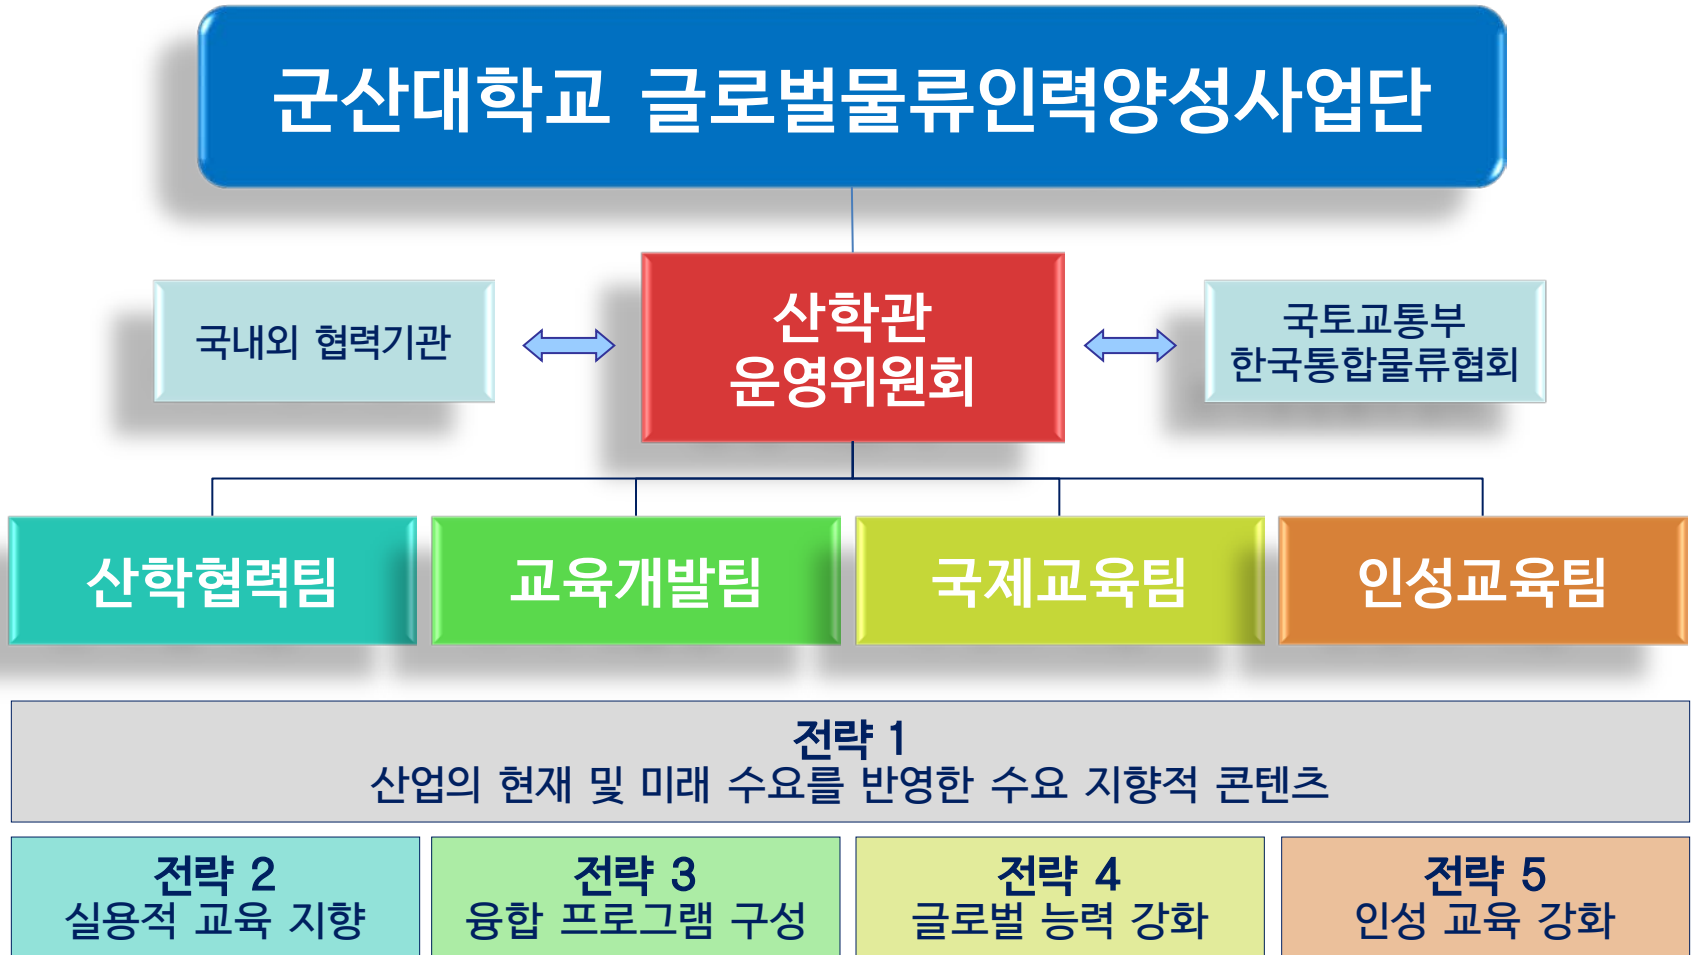 군산대학교 글로벌물류인력양성사업단
국내외 협력기관
산학관
운영위원회
국토교통부
한국통합물류협회
산학협력팀
교육개발팀
국제교육팀
인성교육팀
전략 1
산업의 현재 및 미래 수요를 반영한 수요 지향적 콘텐츠
전략 2
실용적 교육 지향
전략 3
융합 프로그램 구성
전략 4
글로벌 능력 강화
전략 5
인성 교육 강화